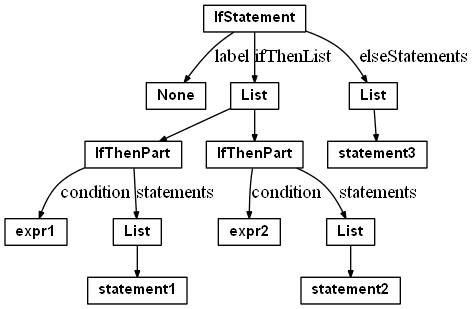 IfStatement
label ifThenList elseStatements
None List List
IfThenPart IfThenPart statement3
condition statements condition statements
expr1 List expr2 List
statement1 statement2